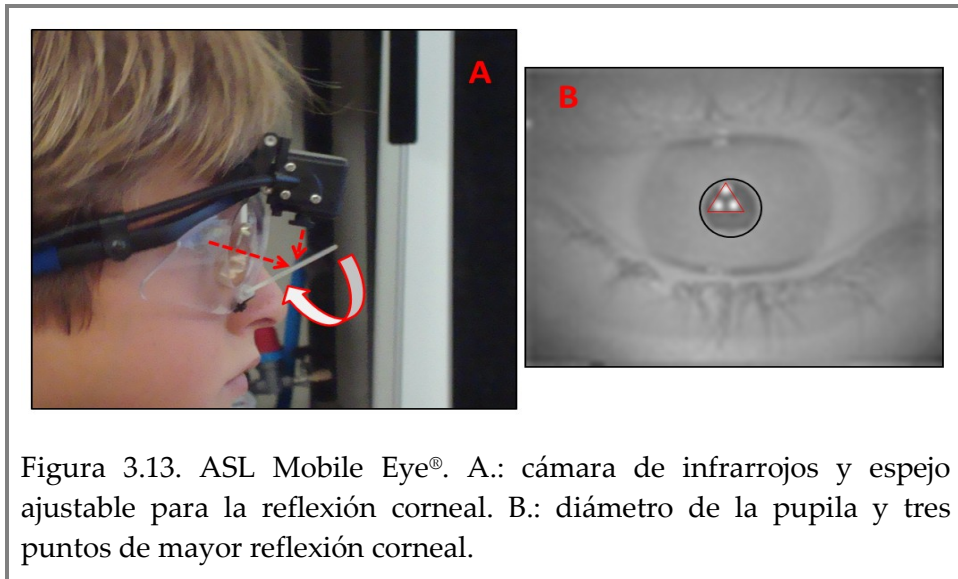 A
B
Figura 3.13. ASL Mobile Eye®. A.: cámara de infrarrojos y espejo
ajustable para la reflexión corneal. B.: diámetro de la pupila y tres
puntos de mayor reflexión corneal.